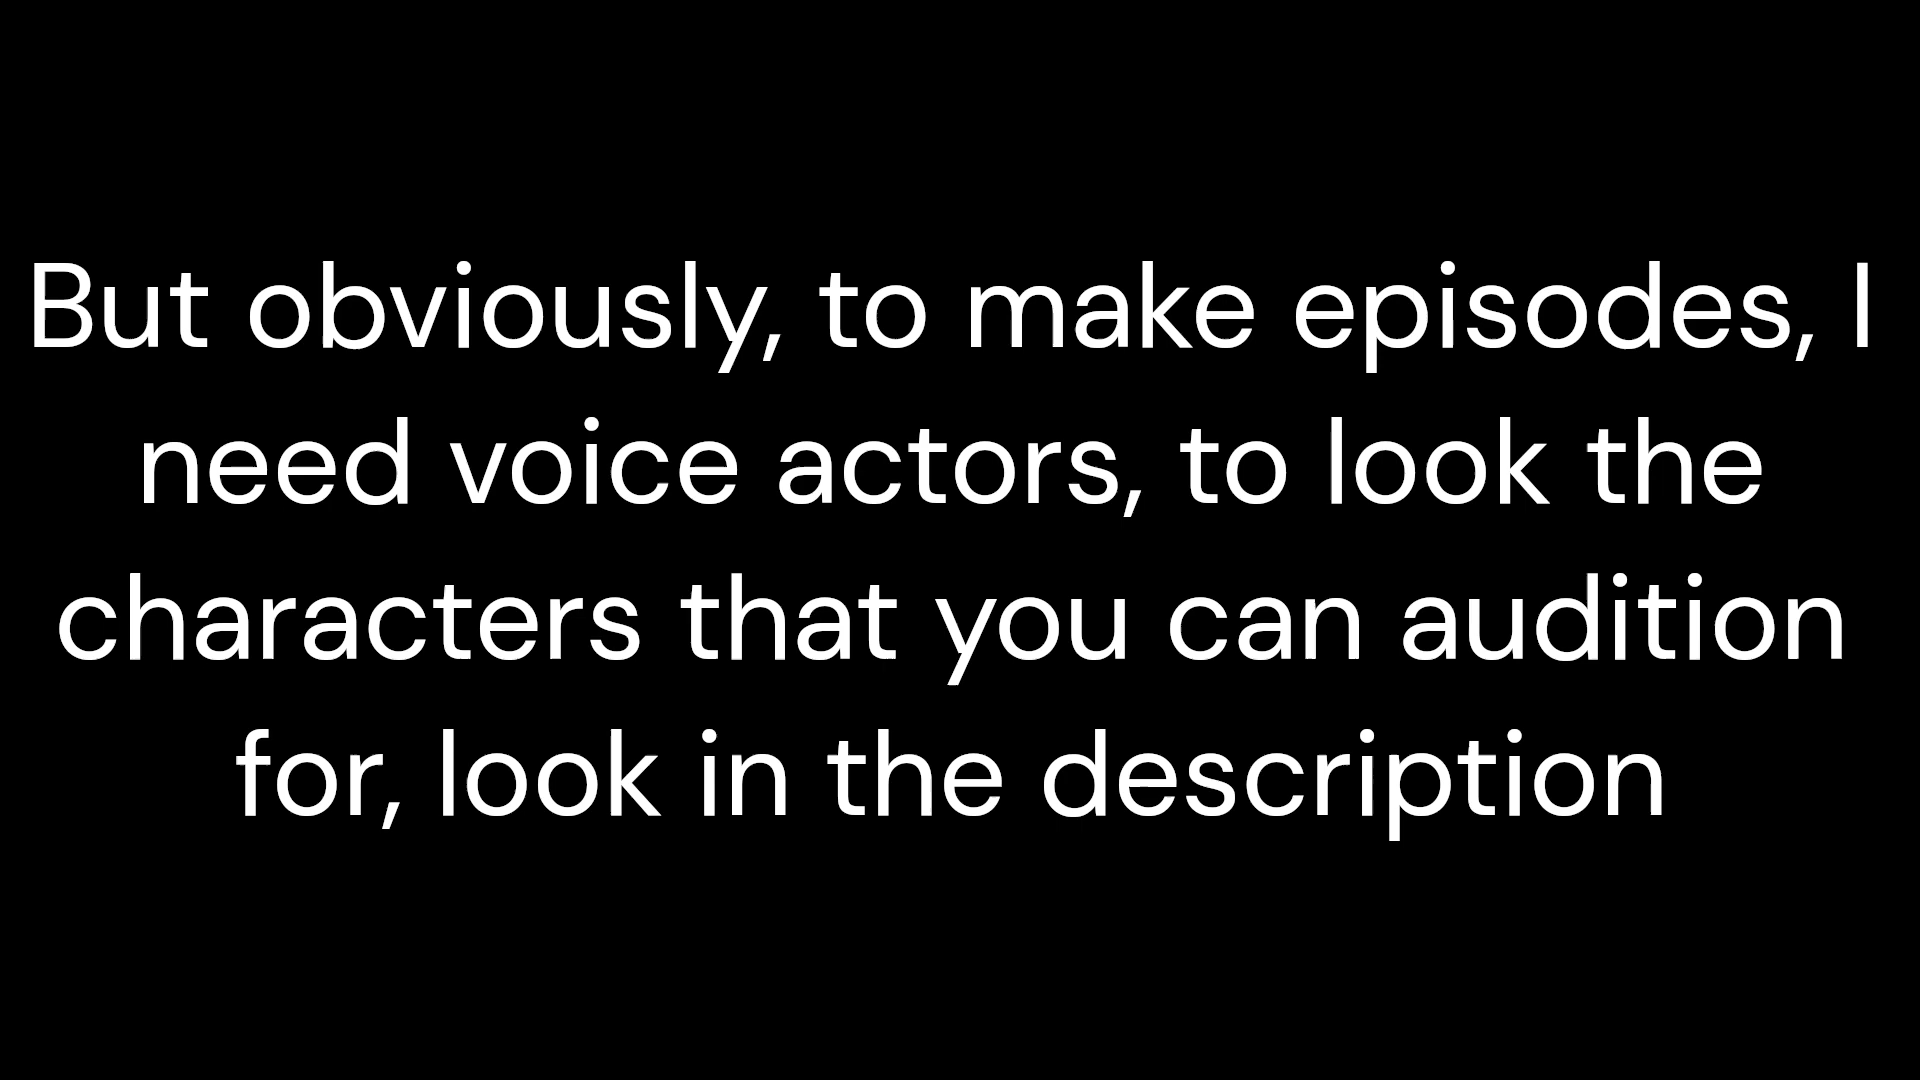 But obviously, to make episodes, I
need voice actors, to look the
characters that you can audition
for, look in the description